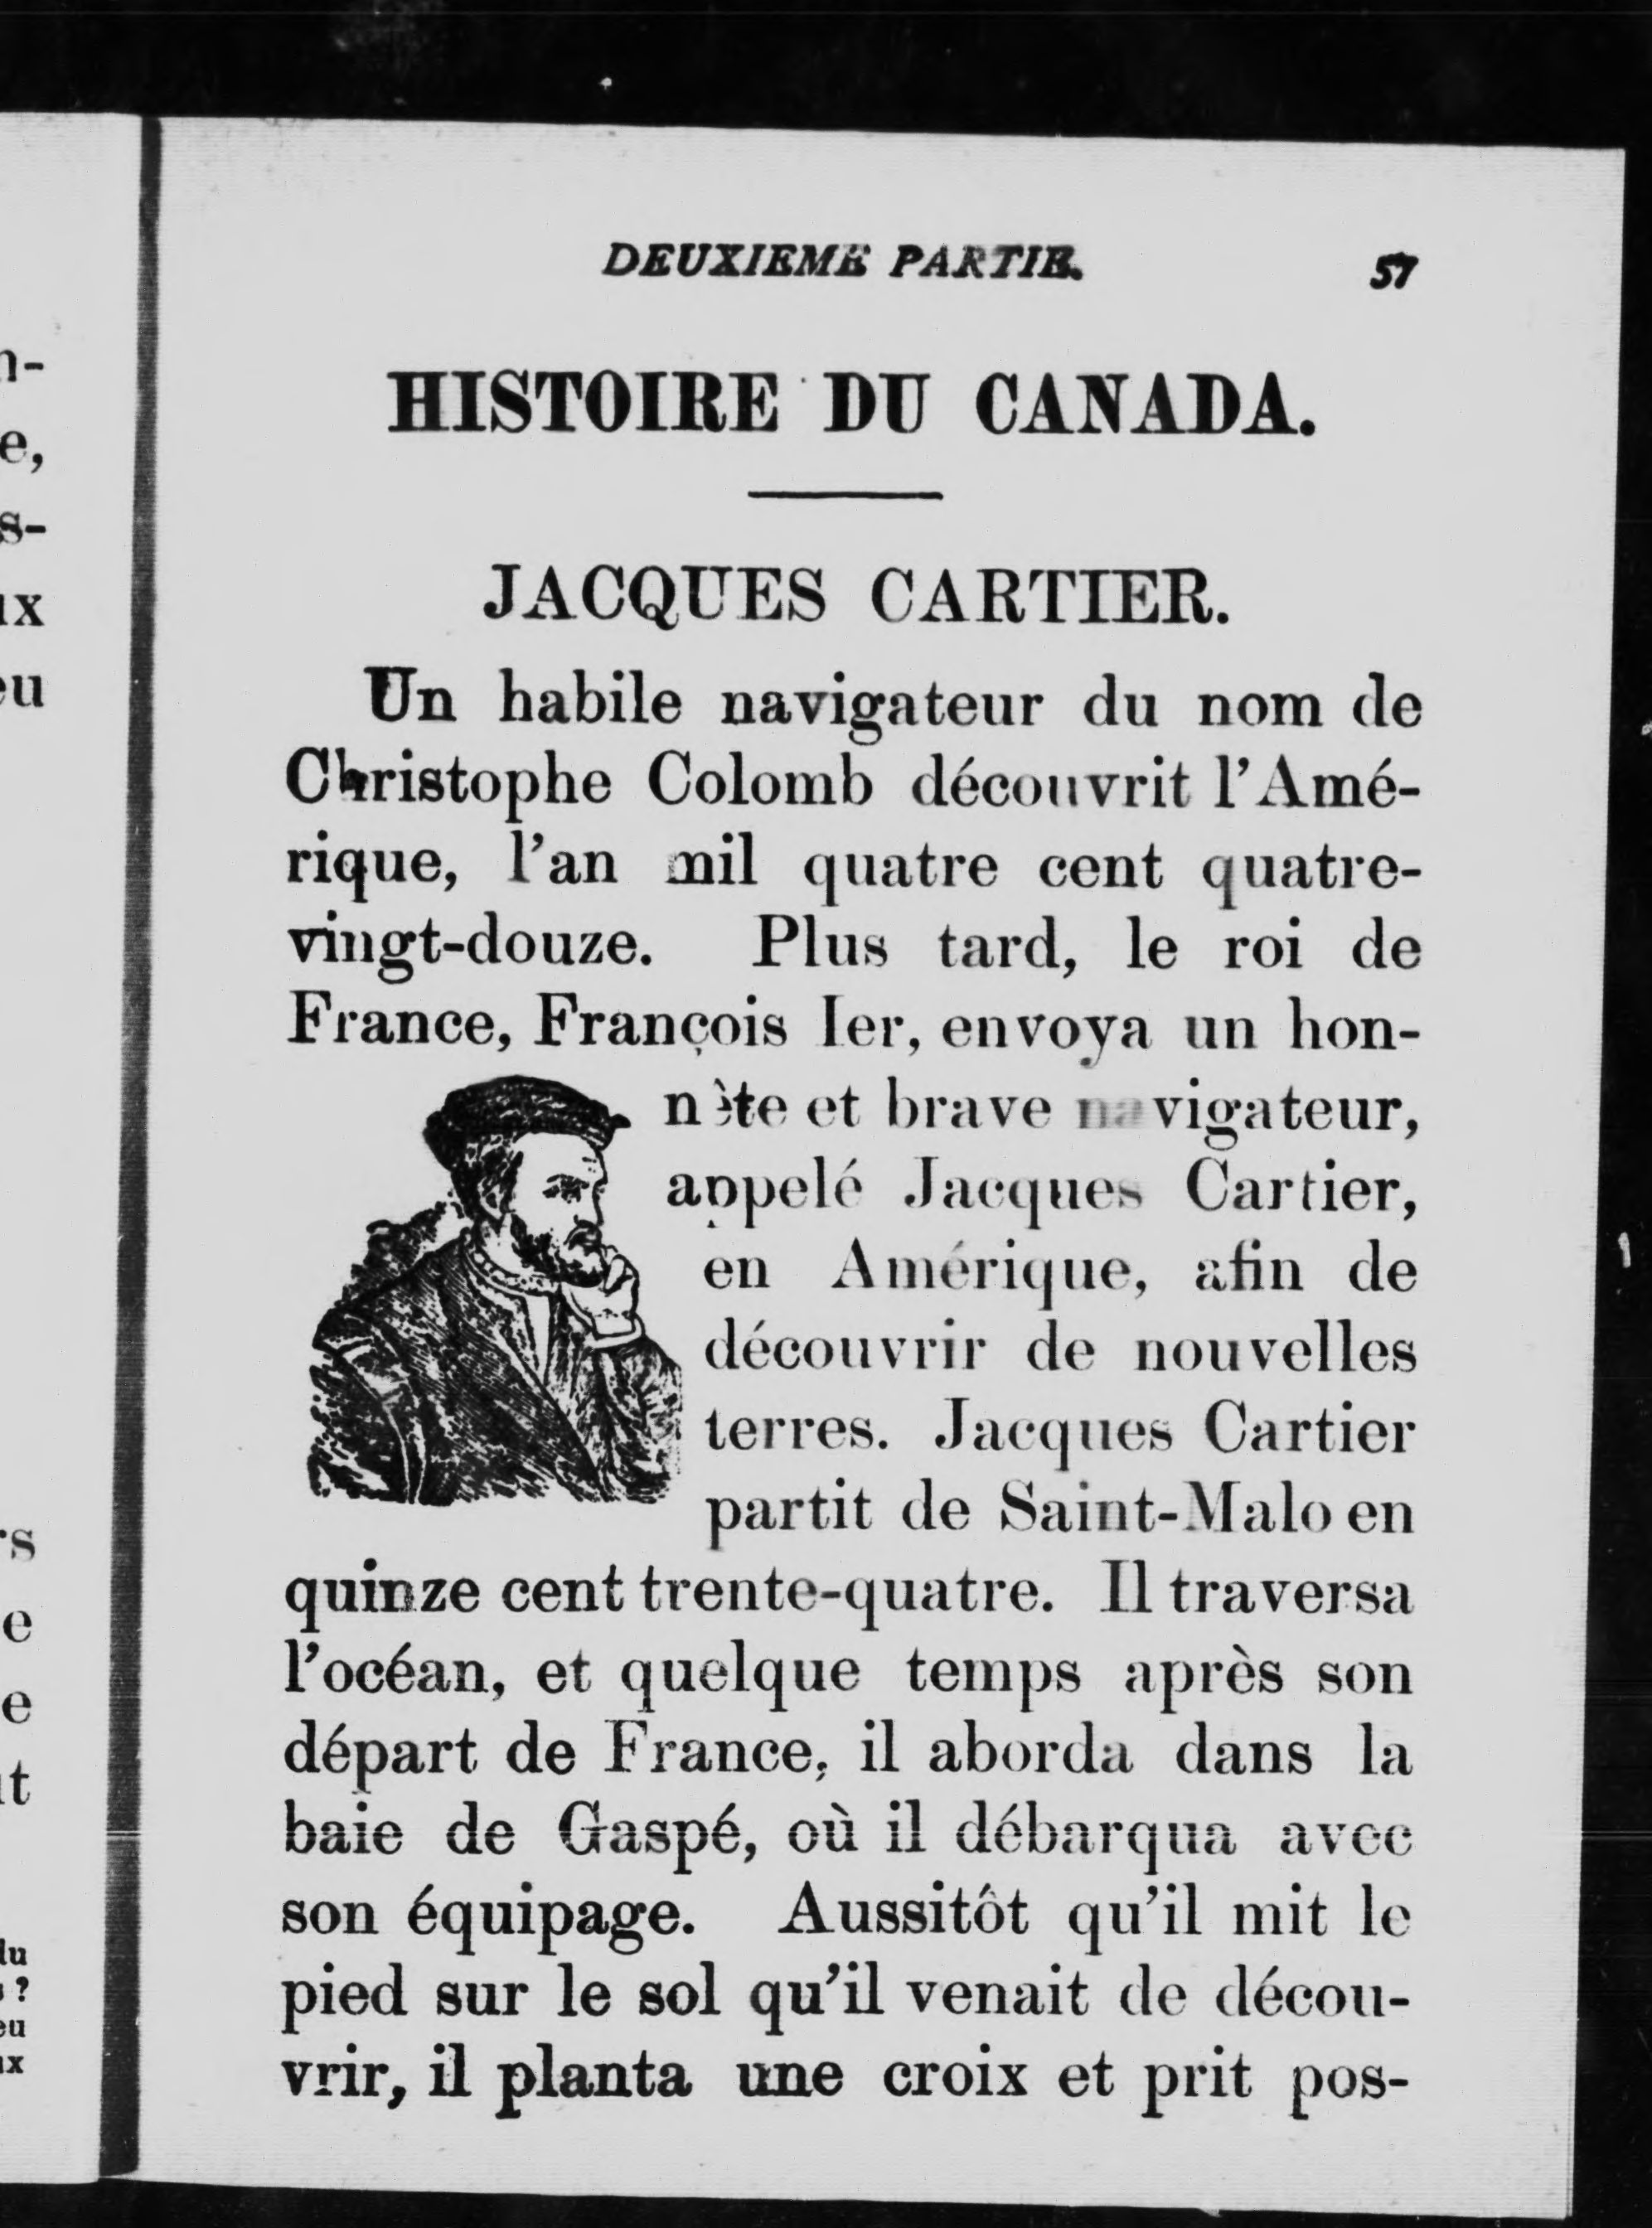 DEUXIEME PARTIE. 57
HISTOIRE DU CANADA.
JACQUES CARTIER.
Un habile navigateur du nom de
Christophe Colomb découvrit l'Amé-
rique, l'an mil quatre cent quatre-
vingt-douze. Plus tard, le roi de
France, François Ier, envoya un hon-
nête et brave navigateur,
appelé Jacques Cartier,
en Amérique, afin de
découvrir de nouvelles
terres. Jacques Cartier
partit de Saint-Malo en
quinze cent trente-quatre. Il traversa
l'océan, et quelque temps après son
départ de France, il aborda dans la
baie de Gaspé, où il débarqua avec
son équipage. Aussitôt qu'il mit le
pied sur le sol qu'il venait de décou-
vrir, il planta une croix et prit pos-